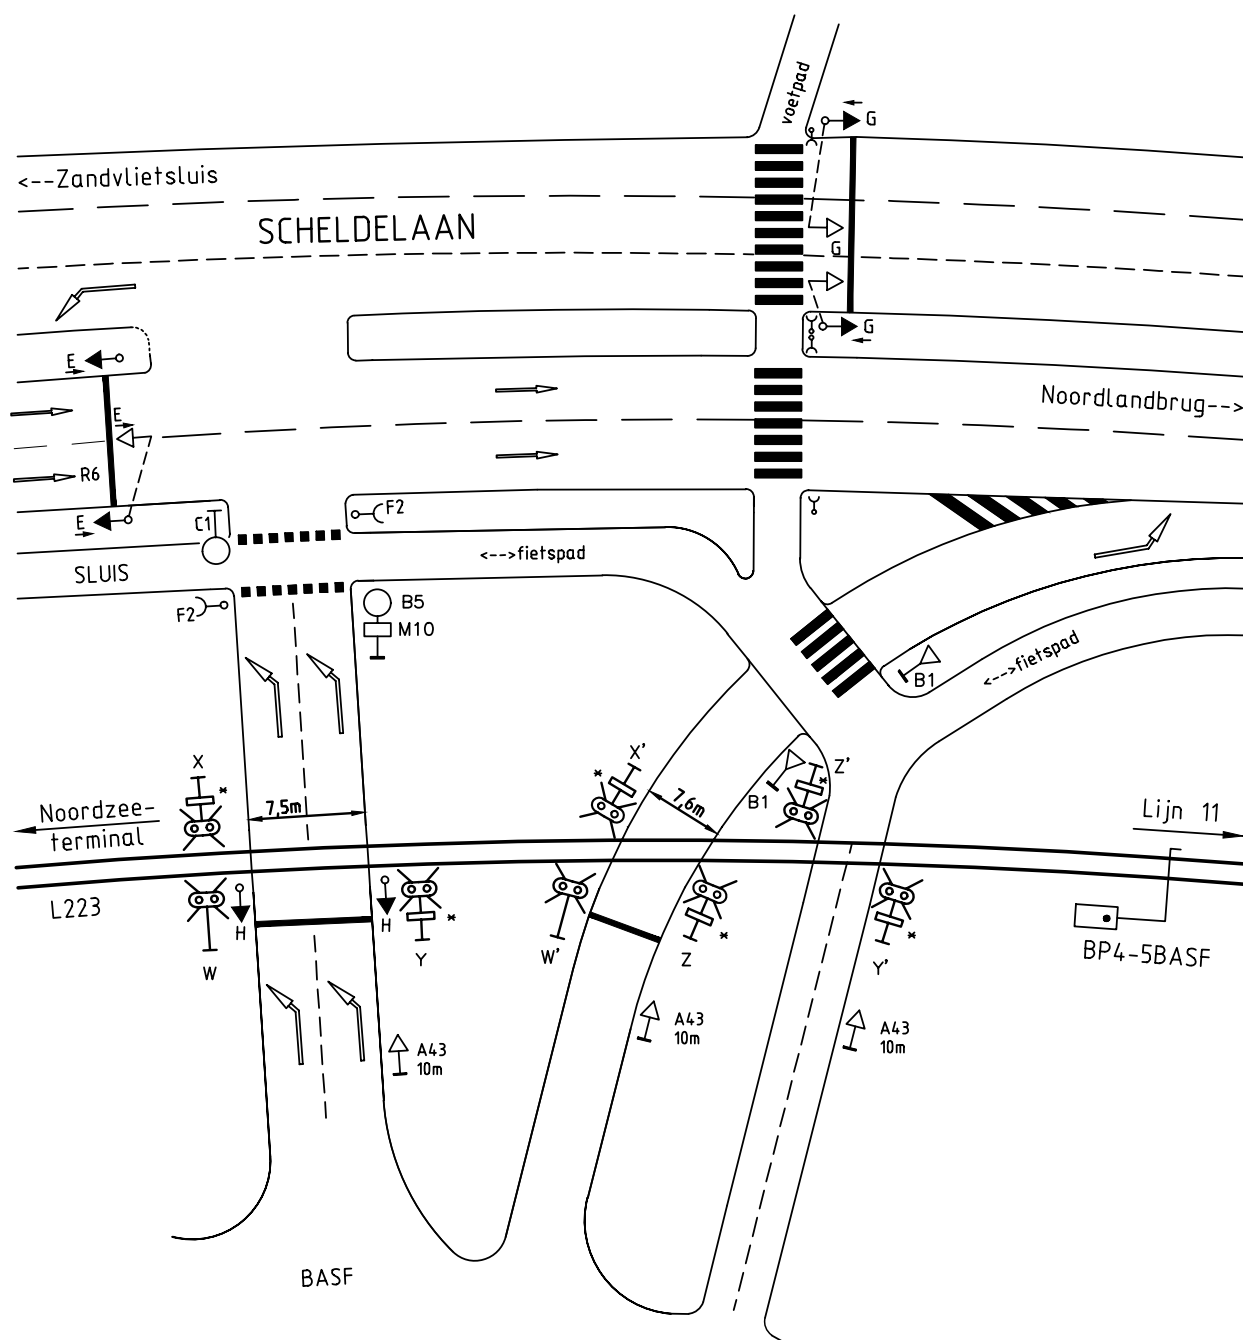 voetpad
G
<--Zandvlietsluis
SCHELDELAAN
G
G
E
E
R6
E
C1
F2
Noordlandbrug-->
SLUIS
<-->fietspad
F2
B5
M10
<-->fietspad
B1
X
*
7,5m
X'
*
7,6m
B1
Z'
*
Noordzee-
terminal
Lijn 11
L223
H
H
*
W
Y
W'
Z
*
Y'
*
BP4-5BASF
A43
10m
A43
10m
A43
10m
BASF